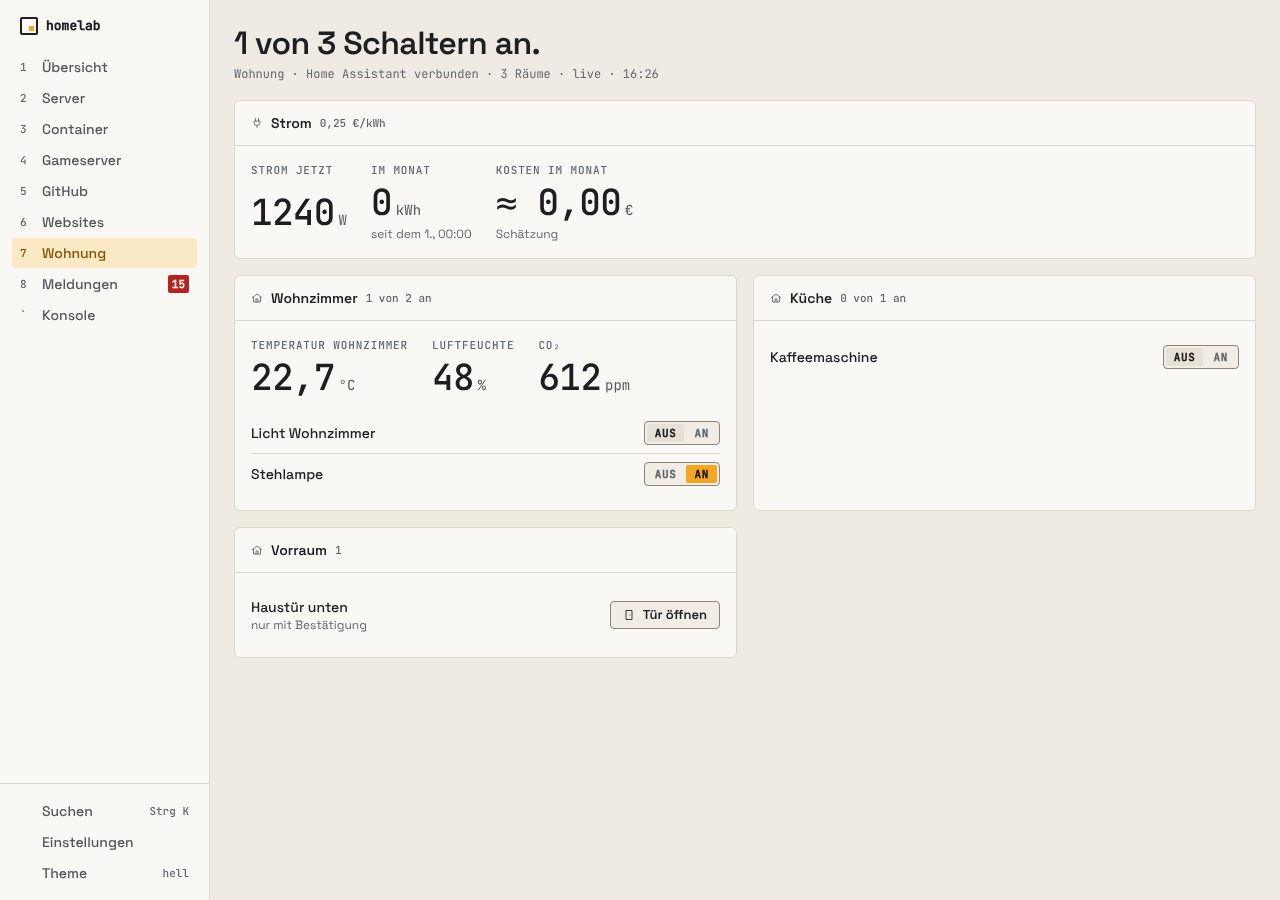 homelab
1 Übersicht
2 Server
3 Container
4 Gameserver
5 GitHub
6 Websites
7 Wohnung
8 Meldungen 15
` Konsole
Suchen Strg K
Einstellungen
Theme hell
1 von 3 Schaltern an.
Wohnung · Home Assistant verbunden · 3 Räume · live · 16:26
Strom 0,25 €/kWh
STROM JETZT IM MONAT KOSTEN IM MONAT
1240 W 0 kWh ≈ 0,00 €
seit dem 1., 00:00 Schätzung
Wohnzimmer 1 von 2 an
TEMPERATUR WOHNZIMMER LUFTFEUCHTE CO₂
22,7 °C 48 % 612 ppm
Licht Wohnzimmer AUS AN
Stehlampe AUS AN
Küche 0 von 1 an
Kaffeemaschine AUS AN
Vorraum 1
Haustür unten
nur mit Bestätigung
Tür öffnen